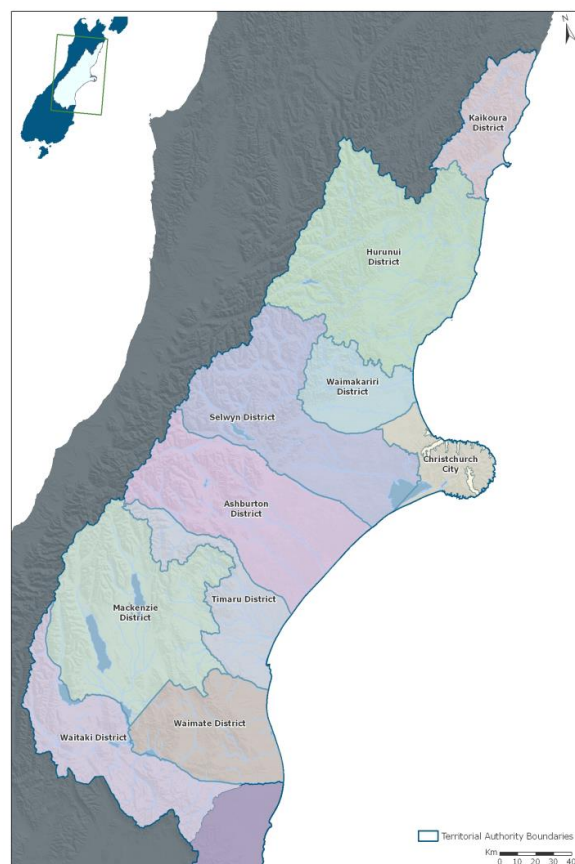 N
Kaikoura
District
Hurunui
District
Waimakariri
District
Selwyn District
Christchurch
City
Ashburton
District
Timaru District
Mackenzie
District
Waimate District
Waitaki District
Territorial Authority Boundaries
Km
0 10 20 30 40